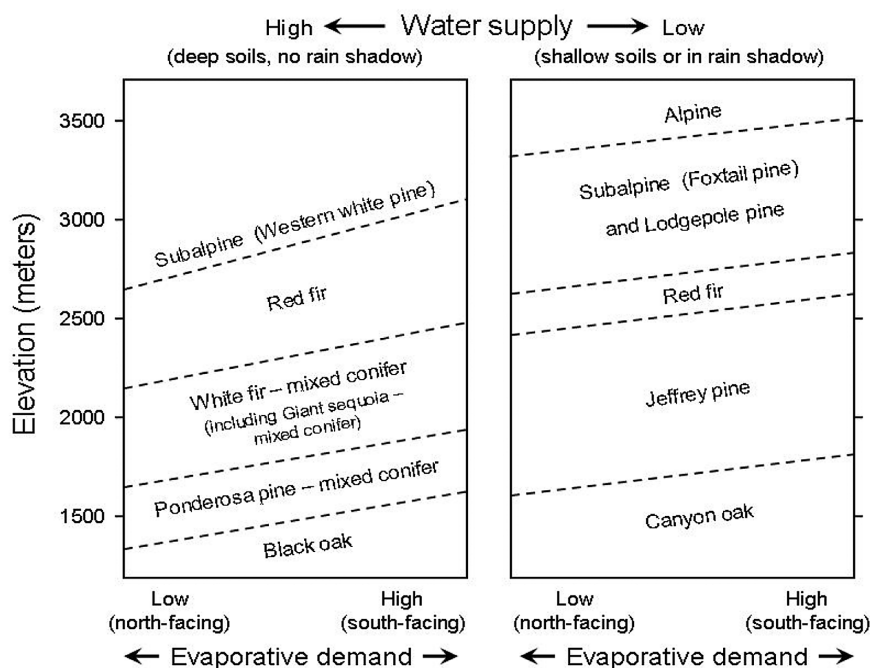 High ← Water supply → Low
(deep soils, no rain shadow) (shallow soils or in rain shadow)
Elevation (meters)
3500
3000
2500
2000
1500
Subalpine (Western white pine)
Red fir
White fir – mixed conifer
(including Giant sequoia –
mixed conifer)
Ponderosa pine – mixed conifer
Black oak
Alpine
Subalpine (Foxtail pine)
and Lodgepole pine
Red fir
Jeffrey pine
Canyon oak
Low High
(north-facing) (south-facing)
← Evaporative demand →
Low High
(north-facing) (south-facing)
← Evaporative demand →